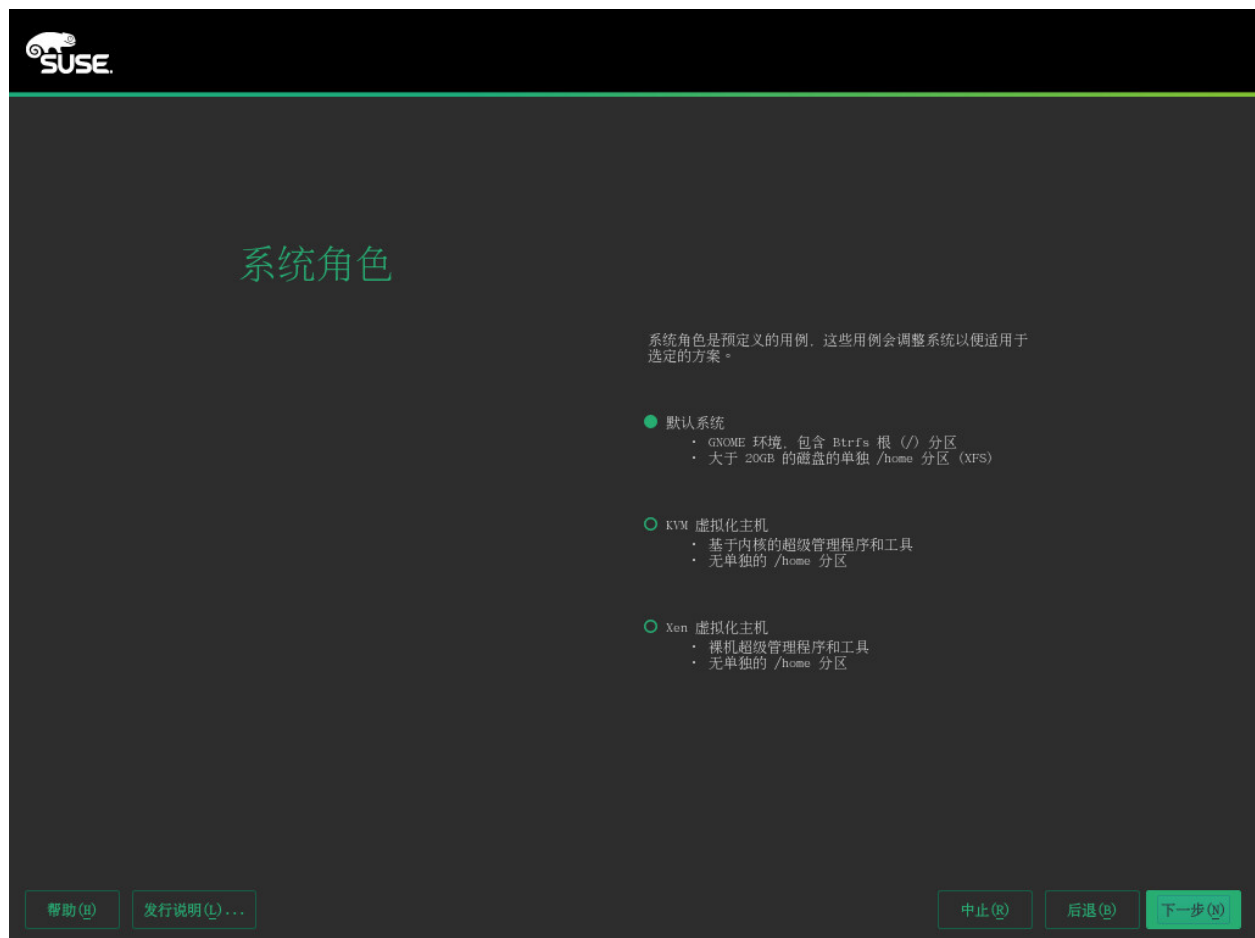 SUSE.
系统角色
系统角色是预定义的用例，这些用例会调整系统以便适用于
选定的方案。
默认系统
· GNOME 环境，包含 Btrfs 根 (/) 分区
· 大于 20GB 的磁盘的单独 /home 分区 (XFS)
KVM 虚拟化主机
· 基于内核的超级管理程序和工具
· 无单独的 /home 分区
Xen 虚拟化主机
· 裸机超级管理程序和工具
· 无单独的 /home 分区
帮助(H) 发行说明(L)... 中止(R) 后退(B) 下一步(N)